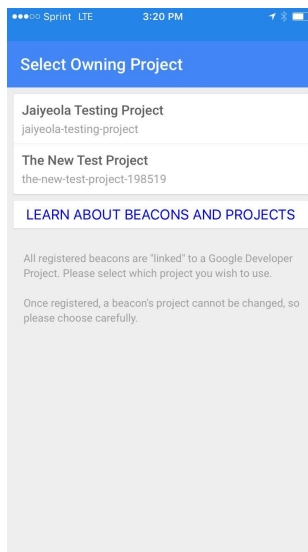 Sprint LTE 3:20 PM
Select Owning Project
Jaiyeola Testing Project
jaiyeola-testing-project
The New Test Project
the-new-test-project-198519
LEARN ABOUT BEACONS AND PROJECTS
All registered beacons are "linked" to a Google Developer
Project. Please select which project you wish to use.
Once registered, a beacon's project cannot be changed, so
please choose carefully.